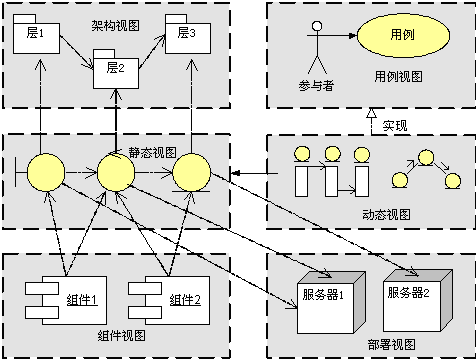 架构视图
层1
层2
层3
用例
参与者
用例视图
实现
静态视图
动态视图
组件1
组件2
组件视图
服务器1
服务器2
部署视图